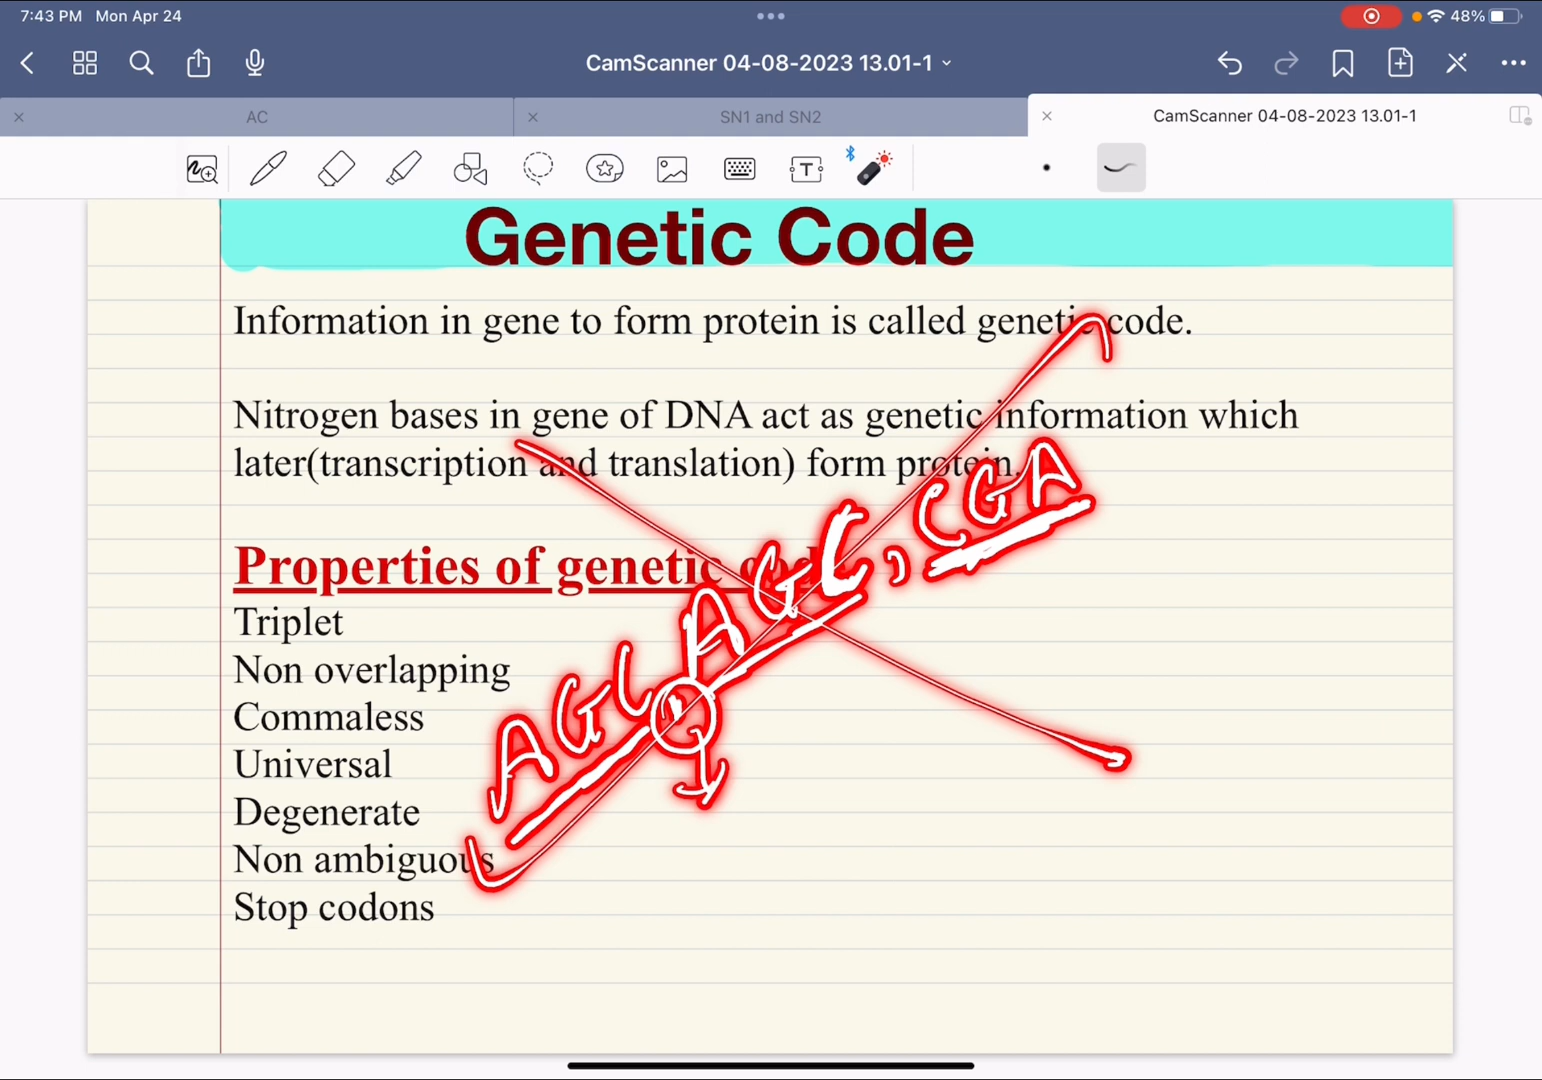 7:43 PM Mon Apr 24
48%
CamScanner 04-08-2023 13.01-1
AC
SN1 and SN2
CamScanner 04-08-2023 13.01-1
T
Genetic Code
Information in gene to form protein is called genetic code.
Nitrogen bases in gene of DNA act as genetic information which
later(transcription and translation) form protein.
Properties of genetic code
Triplet
Non overlapping
Commaless
Universal
Degenerate
Non ambiguous
Stop codons
AGC, AGC, CGA